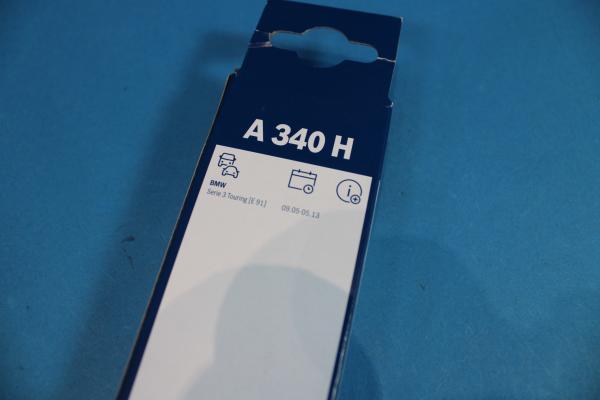 A 340 H
BMW
Serie 3 Touring [E 91]
09.05-05.13